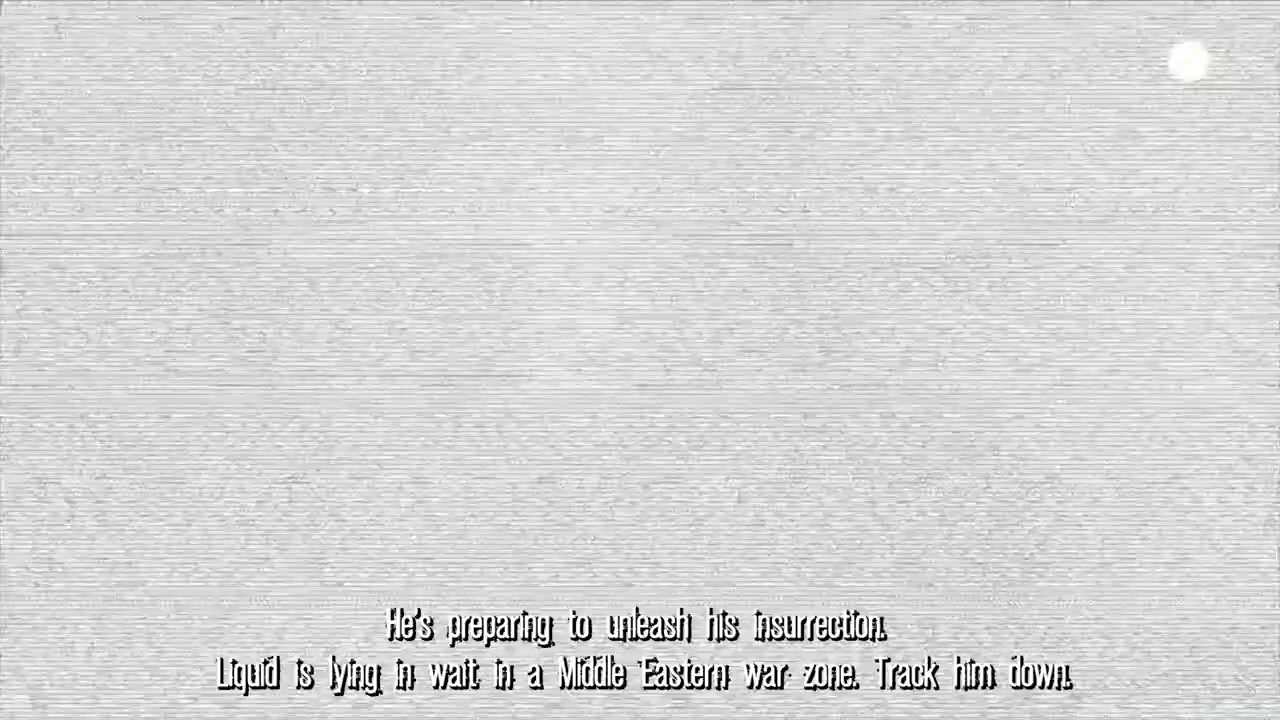 He's preparing to unleash his insurrection.
Liquid is lying in wait in a Middle Eastern war zone. Track him down.